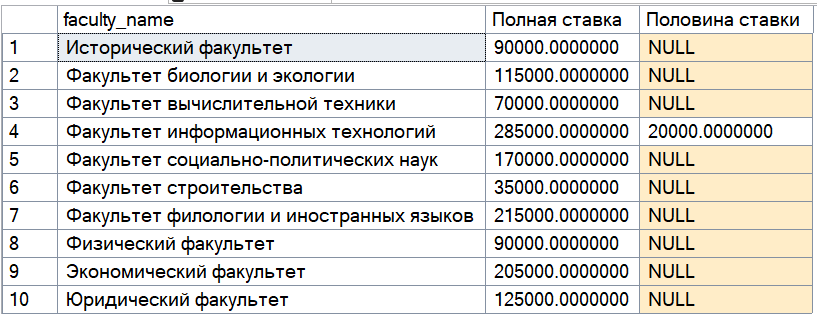 faculty_name Полная ставка Половина ставки
1 Исторический факультет 90000.0000000 NULL
2 Факультет биологии и экологии 115000.0000000 NULL
3 Факультет вычислительной техники 70000.0000000 NULL
4 Факультет информационных технологий 285000.0000000 20000.0000000
5 Факультет социально-политических наук 170000.0000000 NULL
6 Факультет строительства 35000.0000000 NULL
7 Факультет филологии и иностранных языков 215000.0000000 NULL
8 Физический факультет 90000.0000000 NULL
9 Экономический факультет 205000.0000000 NULL
10 Юридический факультет 125000.0000000 NULL